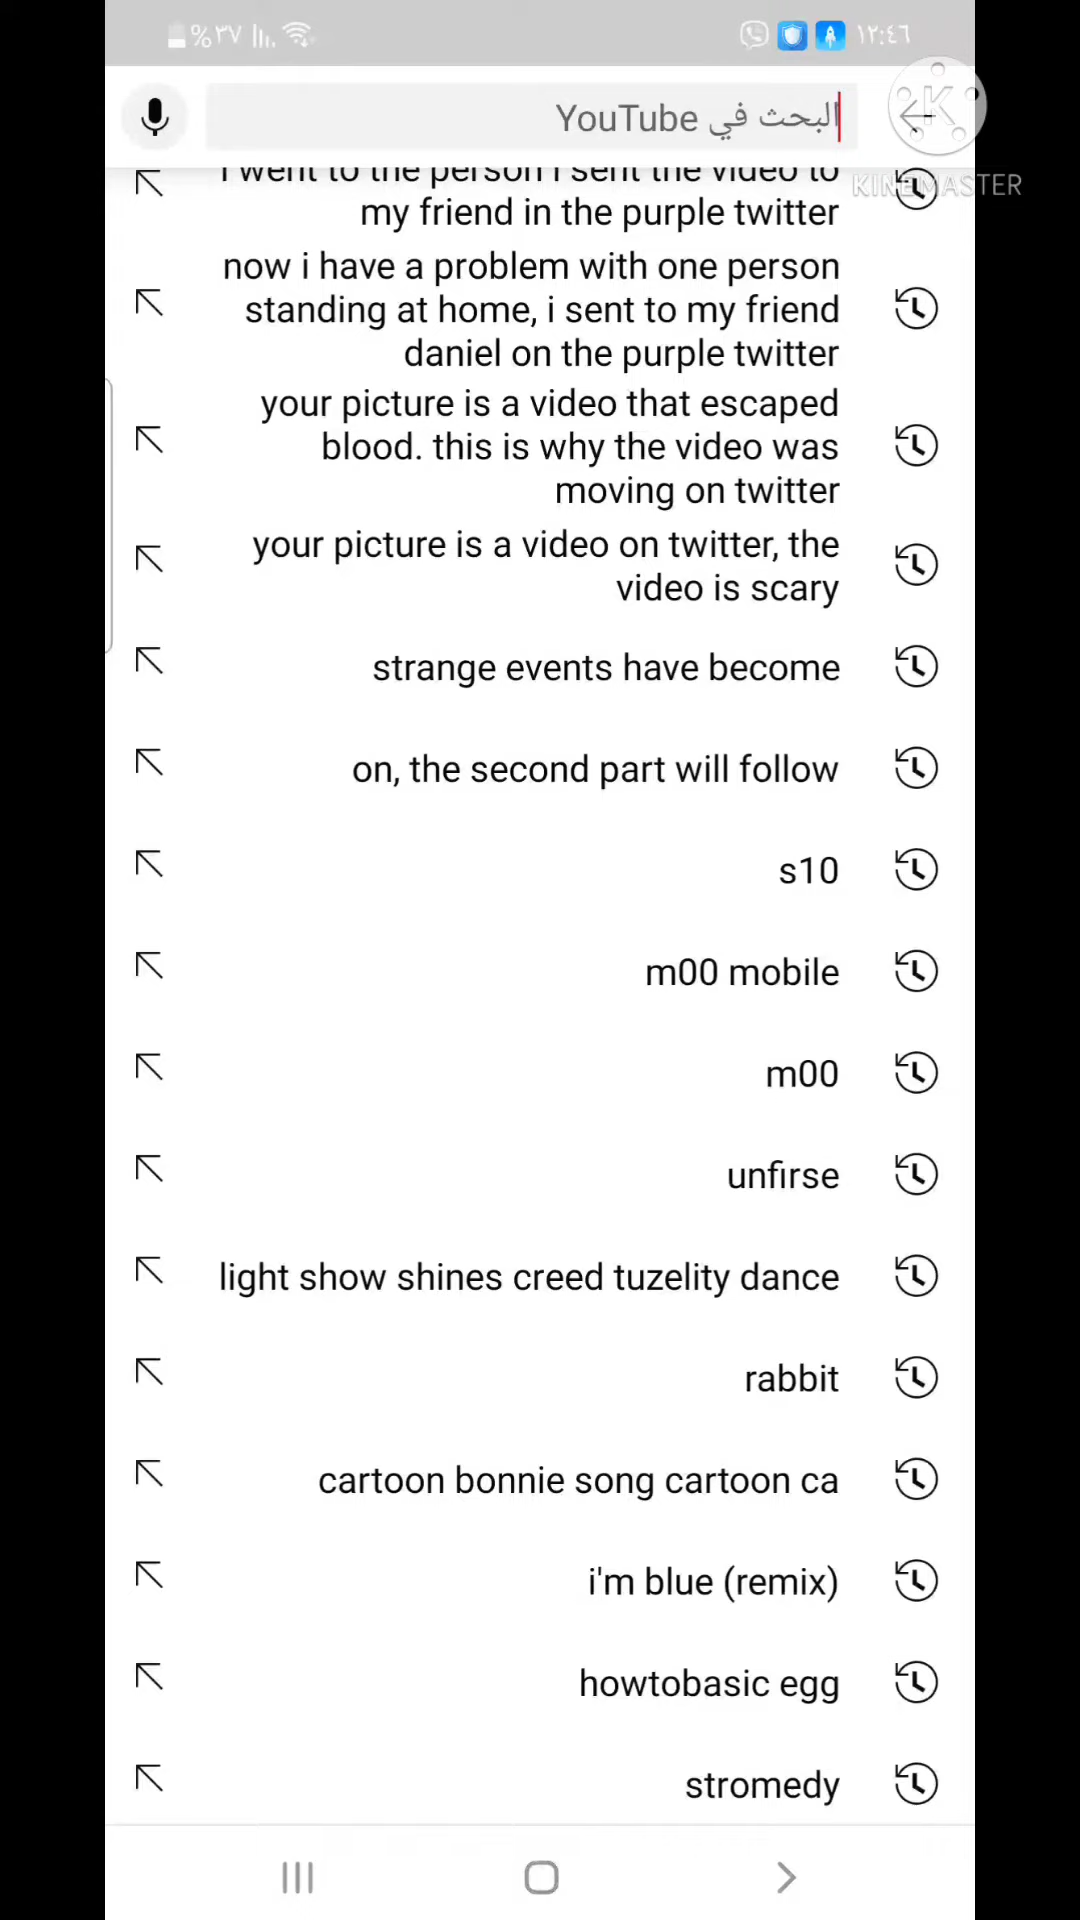 %٣٧ ١٢:٤٦
البحث في YouTube
KINEMASTER
i went to the person i sent the video to
my friend in the purple twitter
now i have a problem with one person
standing at home, i sent to my friend
daniel on the purple twitter
your picture is a video that escaped
blood. this is why the video was
moving on twitter
your picture is a video on twitter, the
video is scary
strange events have become
on, the second part will follow
s10
m00 mobile
m00
unfirse
light show shines creed tuzelity dance
rabbit
cartoon bonnie song cartoon ca
i'm blue (remix)
howtobasic egg
stromedy